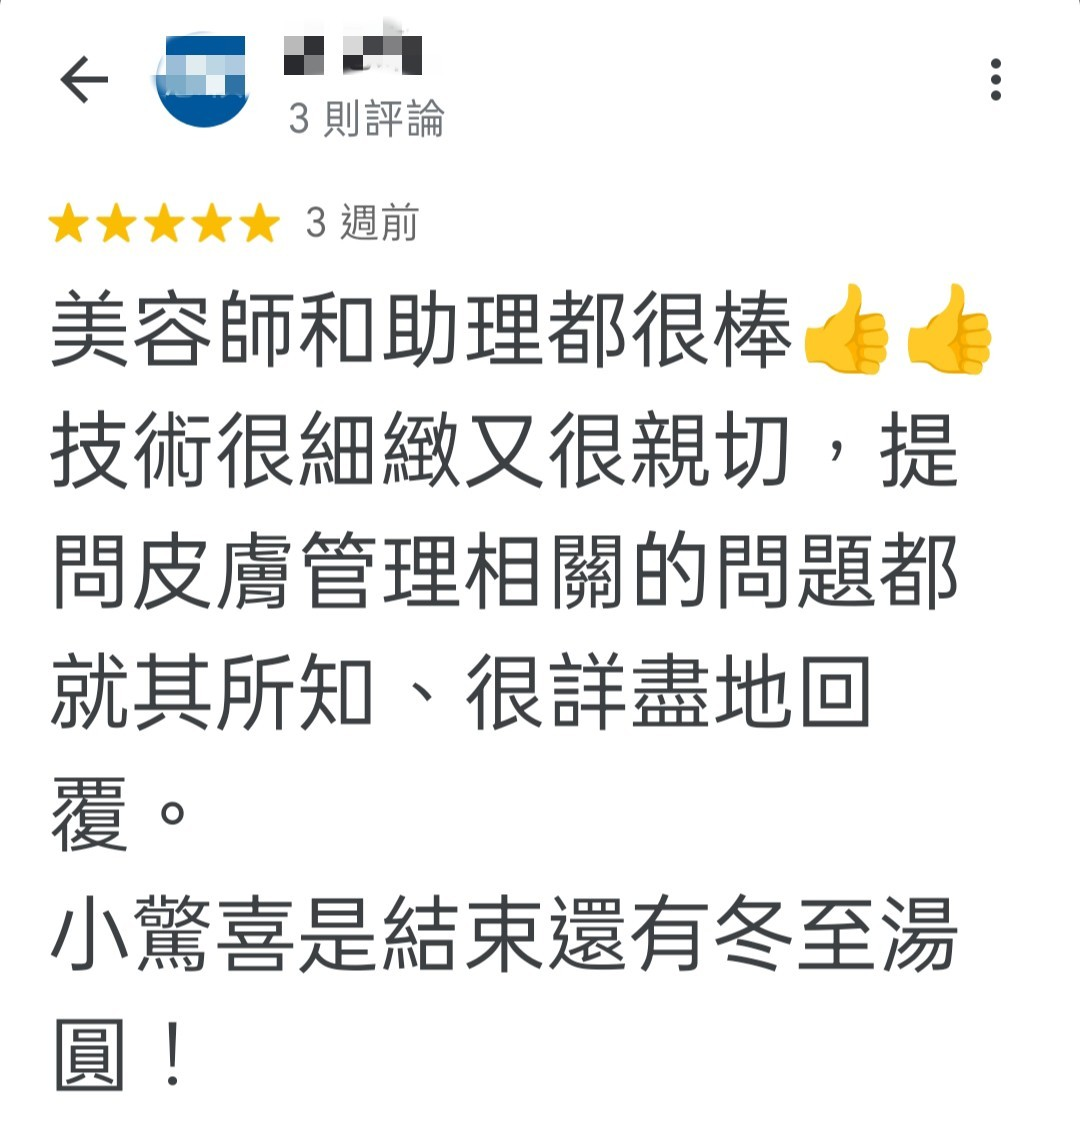 3 則評論
3 週前
美容師和助理都很棒👍👍
技術很細緻又很親切，提
問皮膚管理相關的問題都
就其所知、很詳盡地回
覆。
小驚喜是結束還有冬至湯
圓！